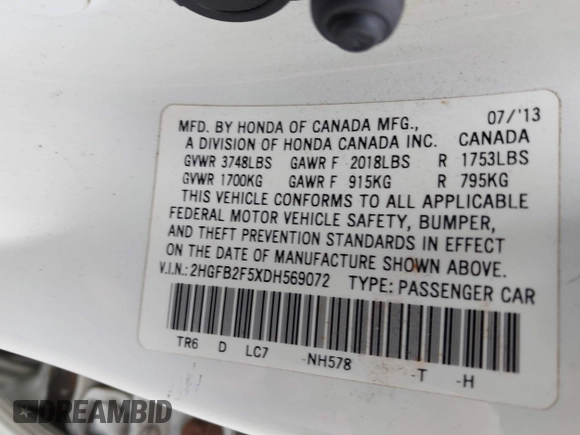 07/'13
MFD. BY HONDA OF CANADA MFG.,
A DIVISION OF HONDA CANADA INC. CANADA
GVWR 3748LBS GAWR F 2018LBS R 1753LBS
GVWR 1700KG GAWR F 915KG R 795KG
THIS VEHICLE CONFORMS TO ALL APPLICABLE
FEDERAL MOTOR VEHICLE SAFETY, BUMPER,
AND THEFT PREVENTION STANDARDS IN EFFECT
ON THE DATE OF MANUFACTURE SHOWN ABOVE.
V.I.N.: 2HGFB2F5XDH569072 TYPE: PASSENGER CAR
TR6 D LC7 -NH578 -T -H
DREAMBID